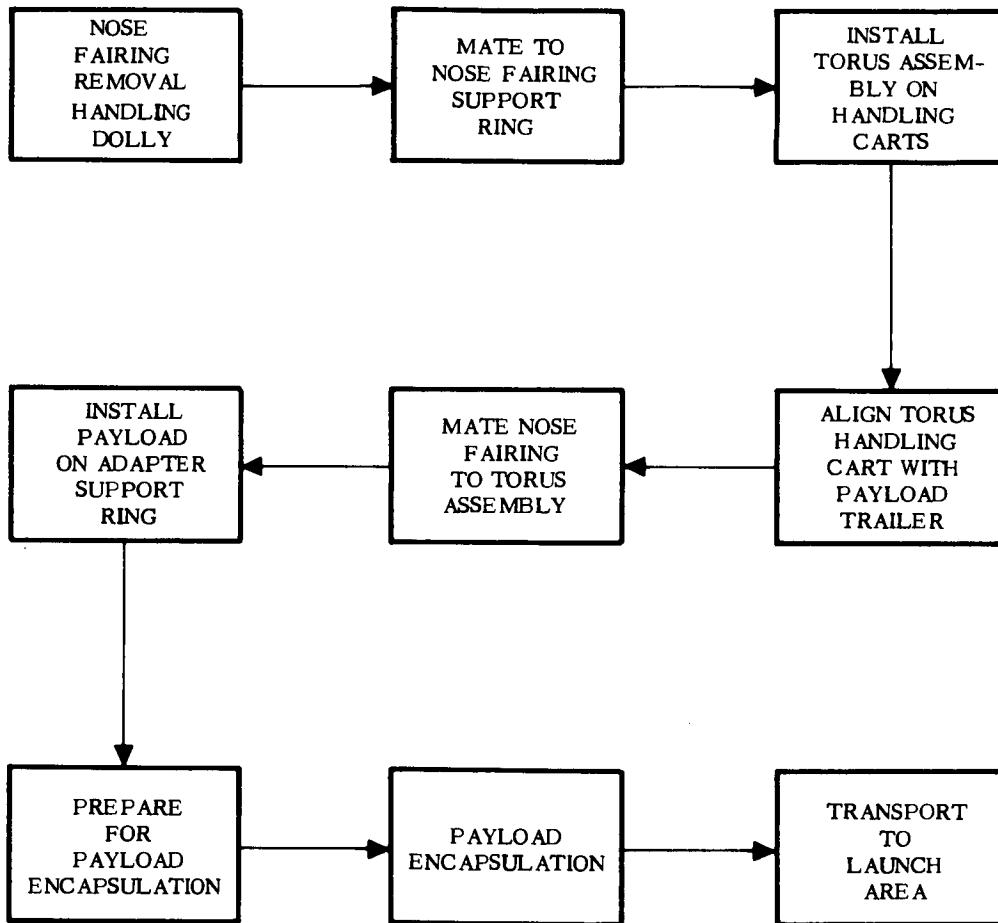 NOSE
FAIRING
REMOVAL
HANDLING
DOLLY
MATE TO
NOSE FAIRING
SUPPORT
RING
INSTALL
TORUS ASSEM-
BLY ON
HANDLING
CARTS
ALIGN TORUS
HANDLING
CART WITH
PAYLOAD
TRAILER
MATE NOSE
FAIRING
TO TORUS
ASSEMBLY
INSTALL
PAYLOAD
ON ADAPTER
SUPPORT
RING
PREPARE
FOR
PAYLOAD
ENCAPSULATION
PAYLOAD
ENCAPSULATION
TRANSPORT
TO
LAUNCH
AREA